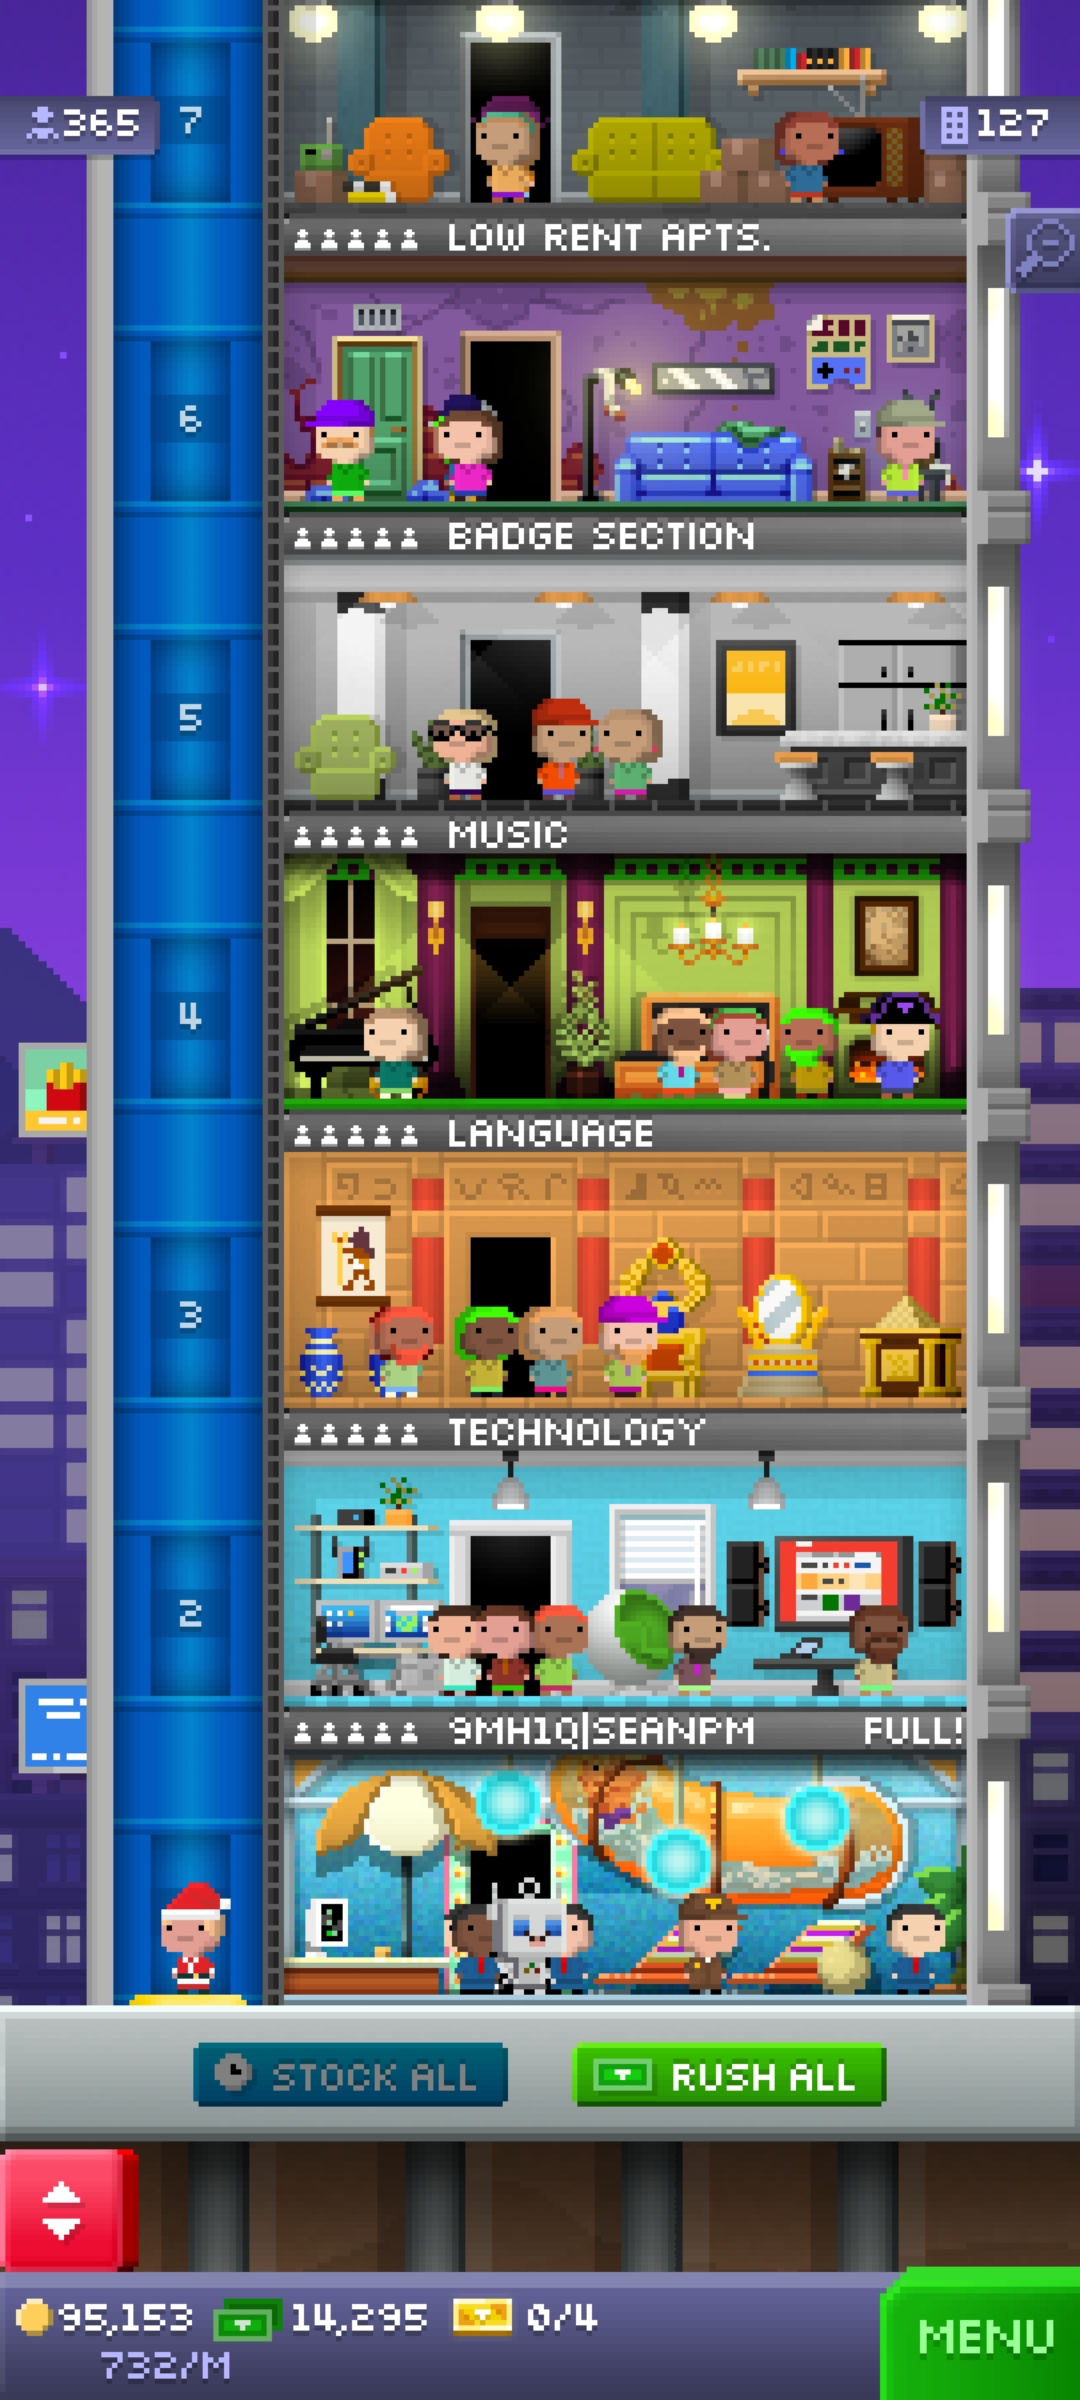 365
7
127
LOW RENT APTS.
6
BADGE SECTION
5
MUSIC
4
LANGUAGE
3
TECHNOLOGY
2
9MH1Q|SEANPM FULL!
STOCK ALL
RUSH ALL
95,153
14,295
0/4
732/M
MENU